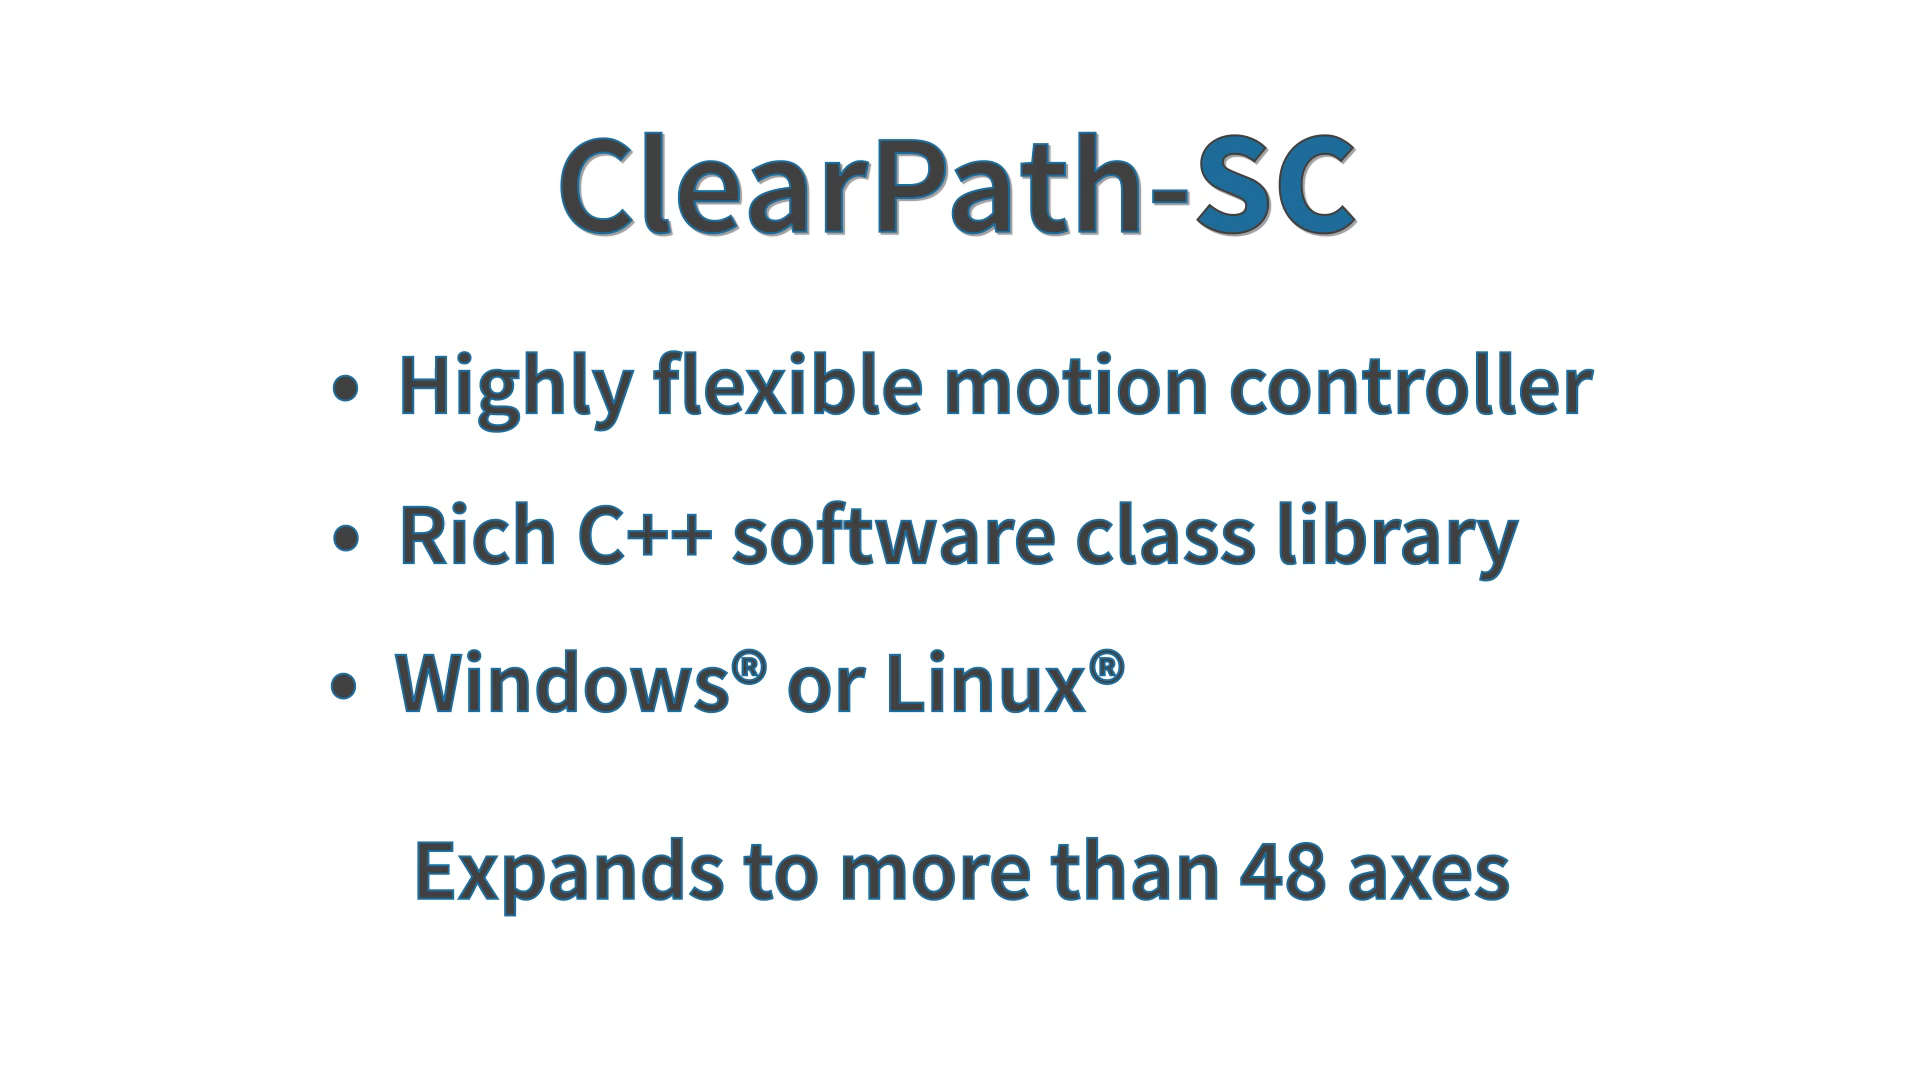 ClearPath-SC
• Highly flexible motion controller
• Rich C++ software class library
• Windows® or Linux®
Expands to more than 48 axes